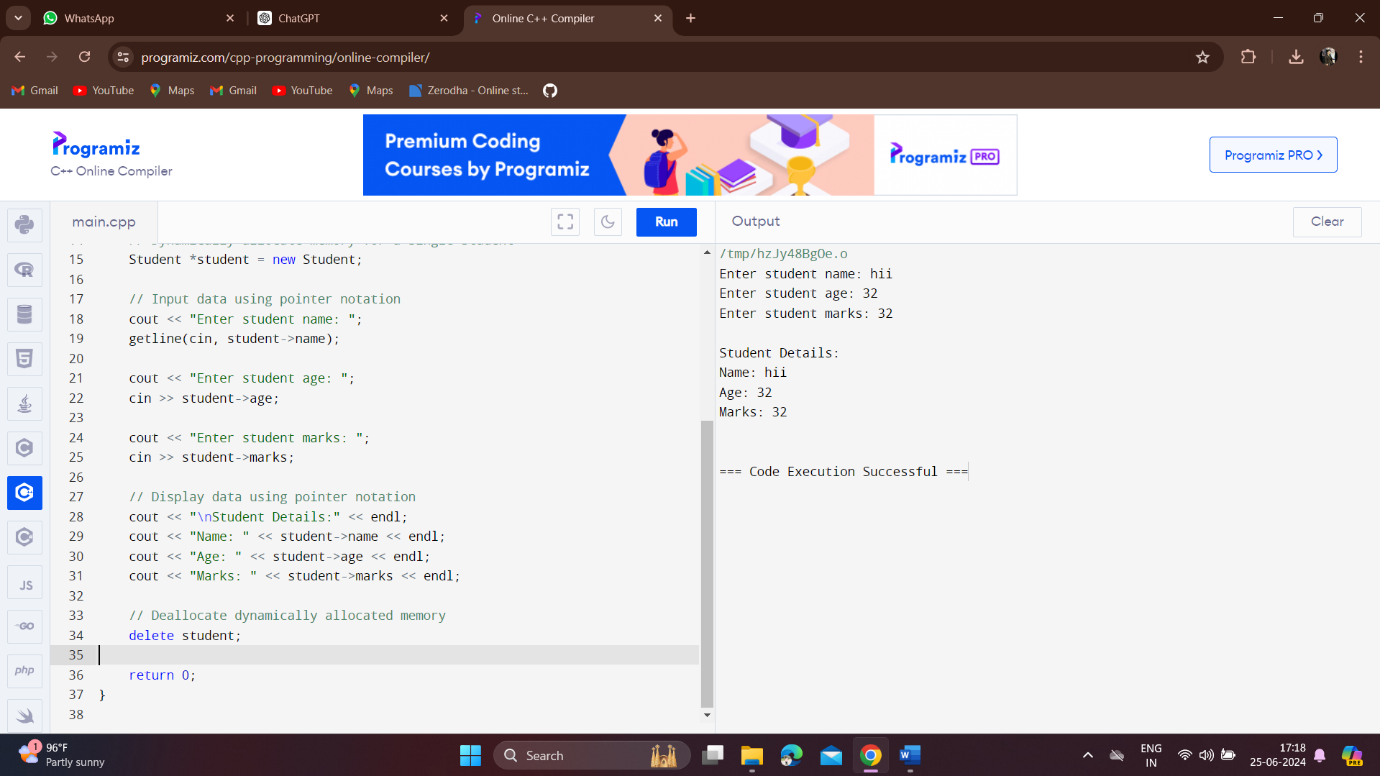 WhatsApp
ChatGPT
Online C++ Compiler
programiz.com/cpp-programming/online-compiler/
Gmail
YouTube
Maps
Gmail
YouTube
Maps
Zerodha - Online st...
Programiz
C++ Online Compiler
Premium Coding
Courses by Programiz
Programiz PRO
Programiz PRO
main.cpp
Run
Output
Clear
15 Student *student = new Student;
16
17 // Input data using pointer notation
18 cout << "Enter student name: ";
19 getline(cin, student->name);
20
21 cout << "Enter student age: ";
22 cin >> student->age;
23
24 cout << "Enter student marks: ";
25 cin >> student->marks;
26
27 // Display data using pointer notation
28 cout << "\nStudent Details:" << endl;
29 cout << "Name: " << student->name << endl;
30 cout << "Age: " << student->age << endl;
31 cout << "Marks: " << student->marks << endl;
32
33 // Deallocate dynamically allocated memory
34 delete student;
35
36 return 0;
37 }
38
/tmp/hzJy48BgOe.o
Enter student name: hii
Enter student age: 32
Enter student marks: 32
Student Details:
Name: hii
Age: 32
Marks: 32
=== Code Execution Successful ===
JS
GO
php
1
96°F
Partly sunny
Search
ENG
IN
17:18
25-06-2024